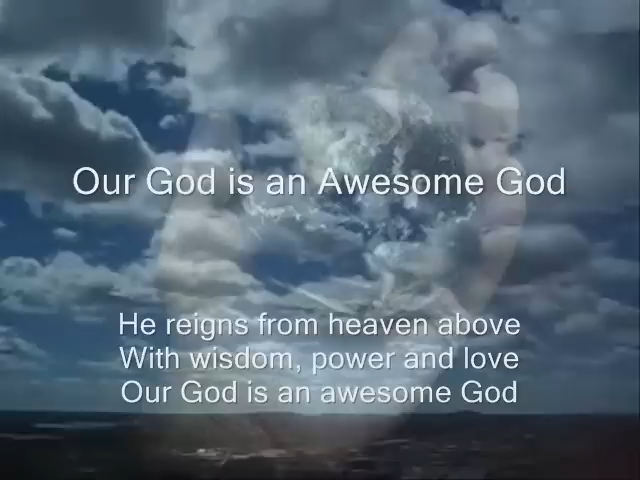 Our God is an Awesome God
He reigns from heaven above
With wisdom, power and love
Our God is an awesome God